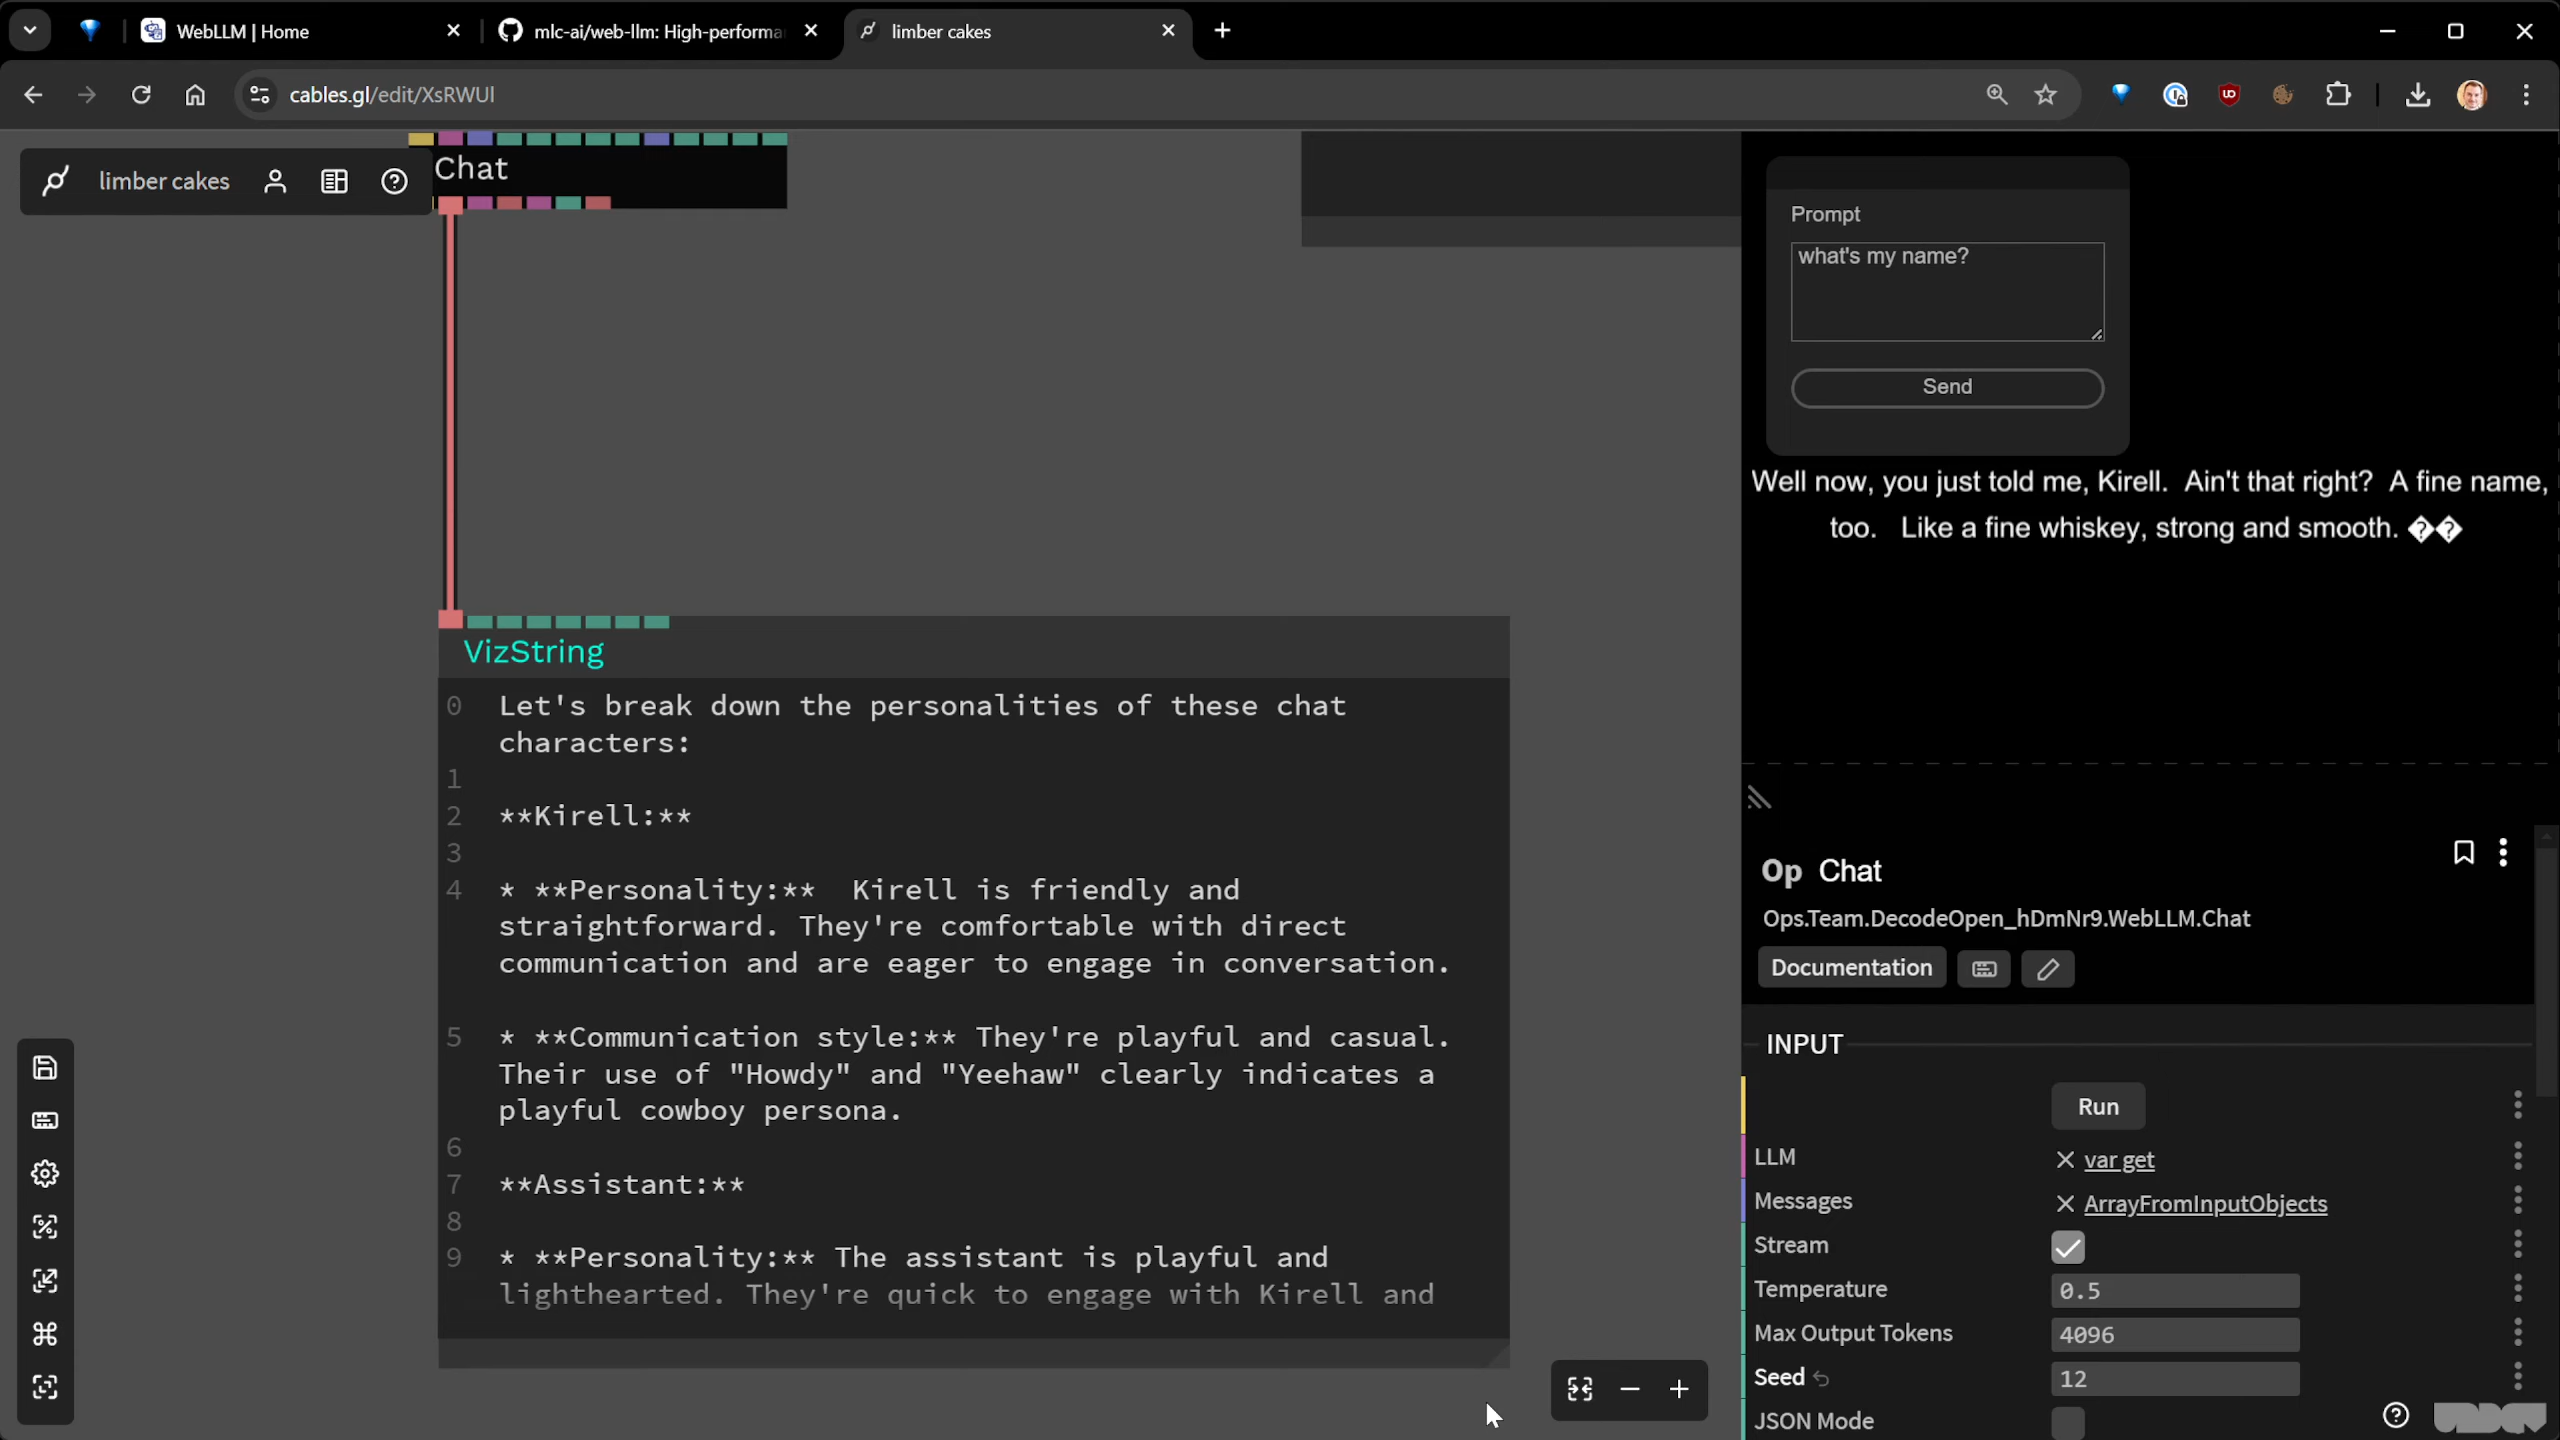 WebLLM | Home
mlc-ai/web-llm: High-performa
limber cakes
cables.gl/edit/XsRWUl
limber cakes
Chat
Prompt
what's my name?
Send
Well now, you just told me, Kirell.  Ain't that right?  A fine name,
too.   Like a fine whiskey, strong and smooth. ��
VizString
0 Let's break down the personalities of these chat
characters:
1
2 **Kirell:**
3
4 * **Personality:**  Kirell is friendly and
straightforward. They're comfortable with direct
communication and are eager to engage in conversation.
5 * **Communication style:** They're playful and casual.
Their use of "Howdy" and "Yeehaw" clearly indicates a
playful cowboy persona.
6
7 **Assistant:**
8
9 * **Personality:** The assistant is playful and
lighthearted. They're quick to engage with Kirell and
Op Chat
Ops.Team.DecodeOpen_hDmNr9.WebLLM.Chat
Documentation
INPUT
Run
LLM var get
Messages ArrayFromInputObjects
Stream
Temperature 0.5
Max Output Tokens 4096
Seed 12
JSON Mode